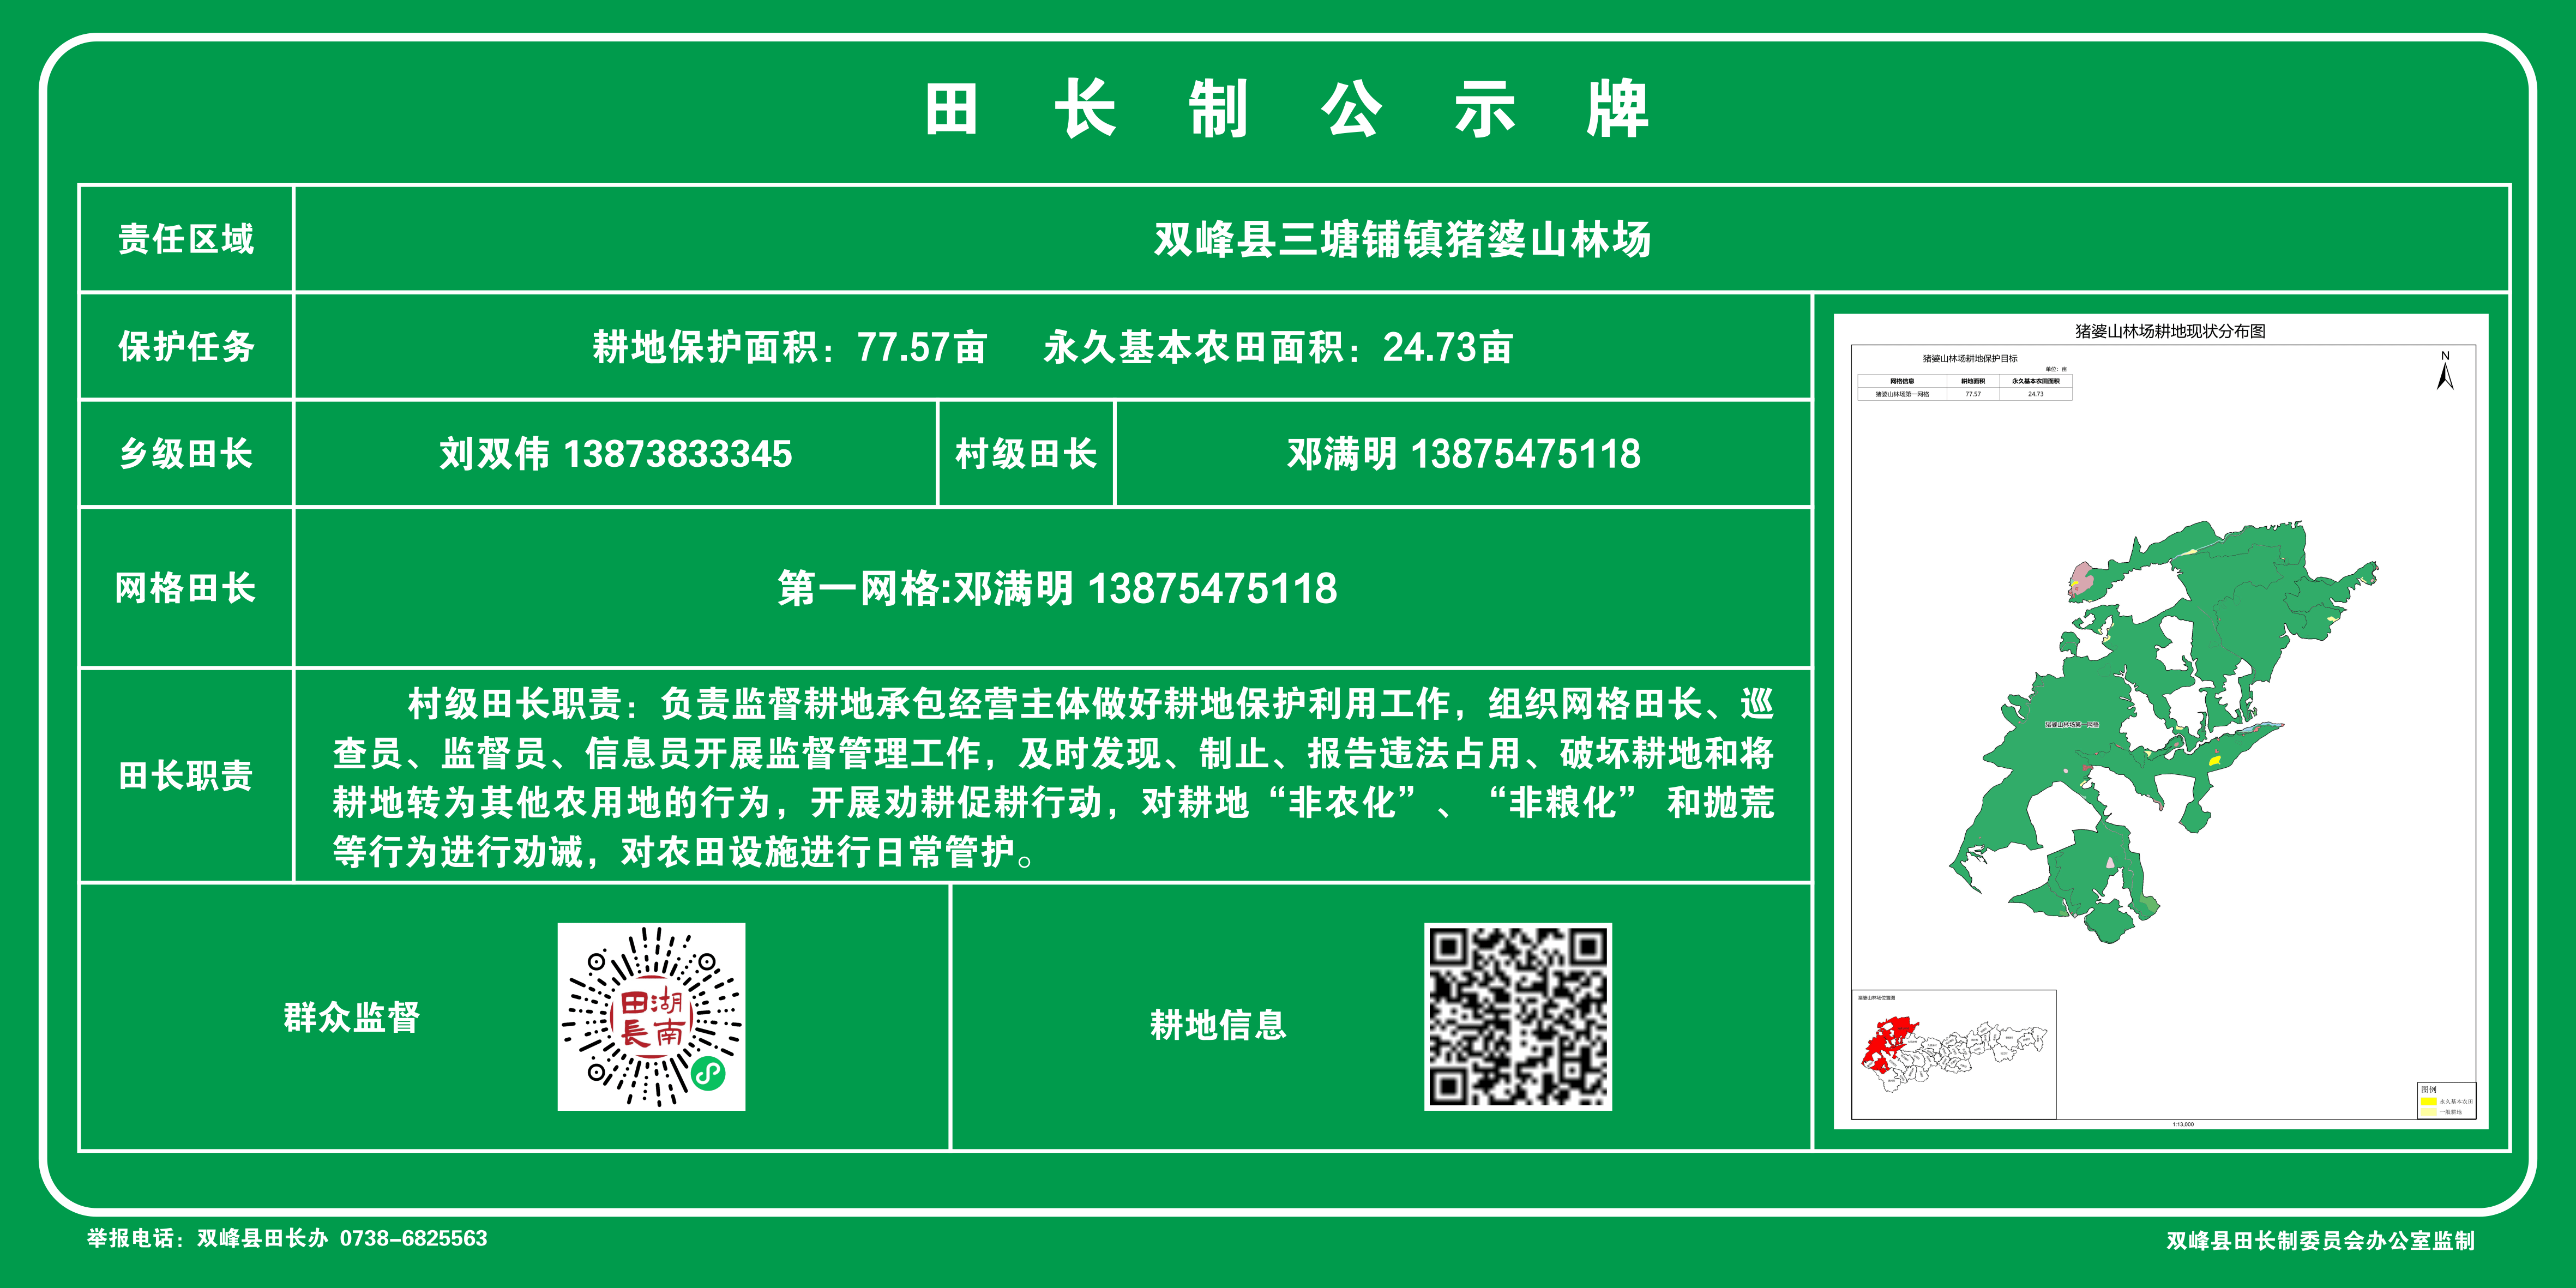 田长制公示牌
责任区域
双峰县三塘铺镇猪婆山林场
保护任务
耕地保护面积：77.57亩 永久基本农田面积：24.73亩
乡级田长
刘双伟 13873833345
村级田长
邓满明 13875475118
网格田长
第一网格:邓满明 13875475118
田长职责
村级田长职责：负责监督耕地承包经营主体做好耕地保护利用工作，组织网格田长、巡
查员、监督员、信息员开展监督管理工作，及时发现、制止、报告违法占用、破坏耕地和将
耕地转为其他农用地的行为，开展劝耕促耕行动，对耕地“非农化”、“非粮化” 和抛荒
等行为进行劝诫，对农田设施进行日常管护。
群众监督
湖南
田長
耕地信息
猪婆山林场耕地现状分布图
猪婆山林场耕地保护目标
单位：亩
网格信息 耕地面积 永久基本农田面积
猪婆山林场第一网格 77.57 24.73
N
猪婆山林场第一网格
猪婆山林场位置图
图例
永久基本农田
一般耕地
1:13,000
举报电话：双峰县田长办 0738-6825563
双峰县田长制委员会办公室监制